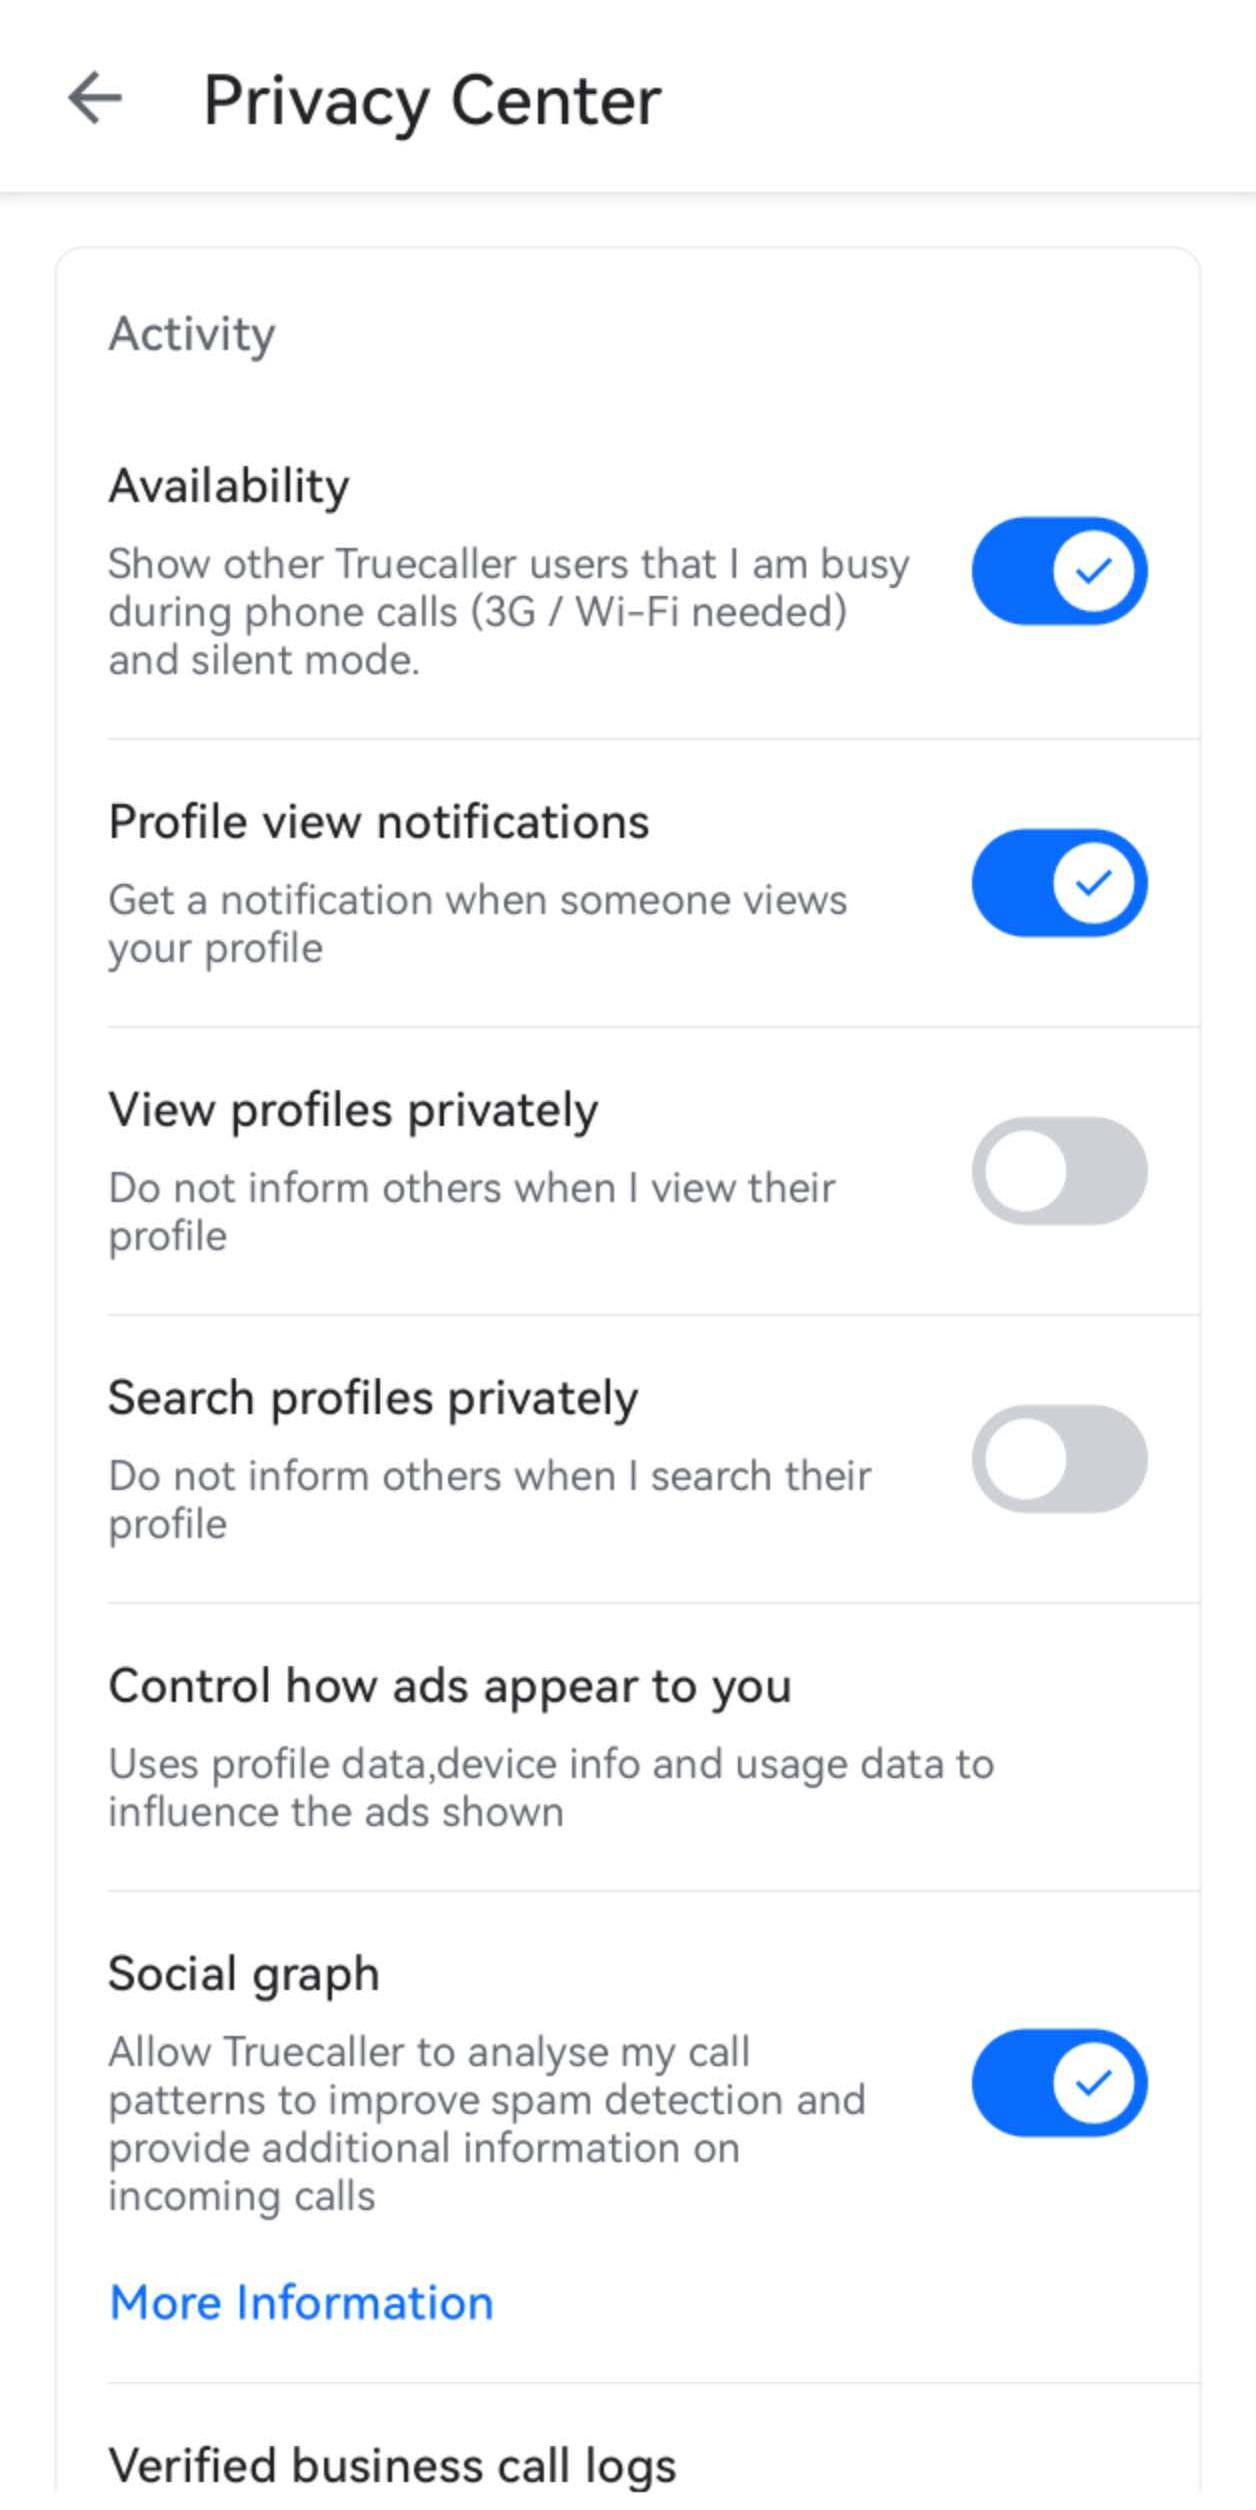 Privacy Center
Activity
Availability
Show other Truecaller users that I am busy
during phone calls (3G / Wi-Fi needed)
and silent mode.
Profile view notifications
Get a notification when someone views
your profile
View profiles privately
Do not inform others when I view their
profile
Search profiles privately
Do not inform others when I search their
profile
Control how ads appear to you
Uses profile data,device info and usage data to
influence the ads shown
Social graph
Allow Truecaller to analyse my call
patterns to improve spam detection and
provide additional information on
incoming calls
More Information
Verified business call logs